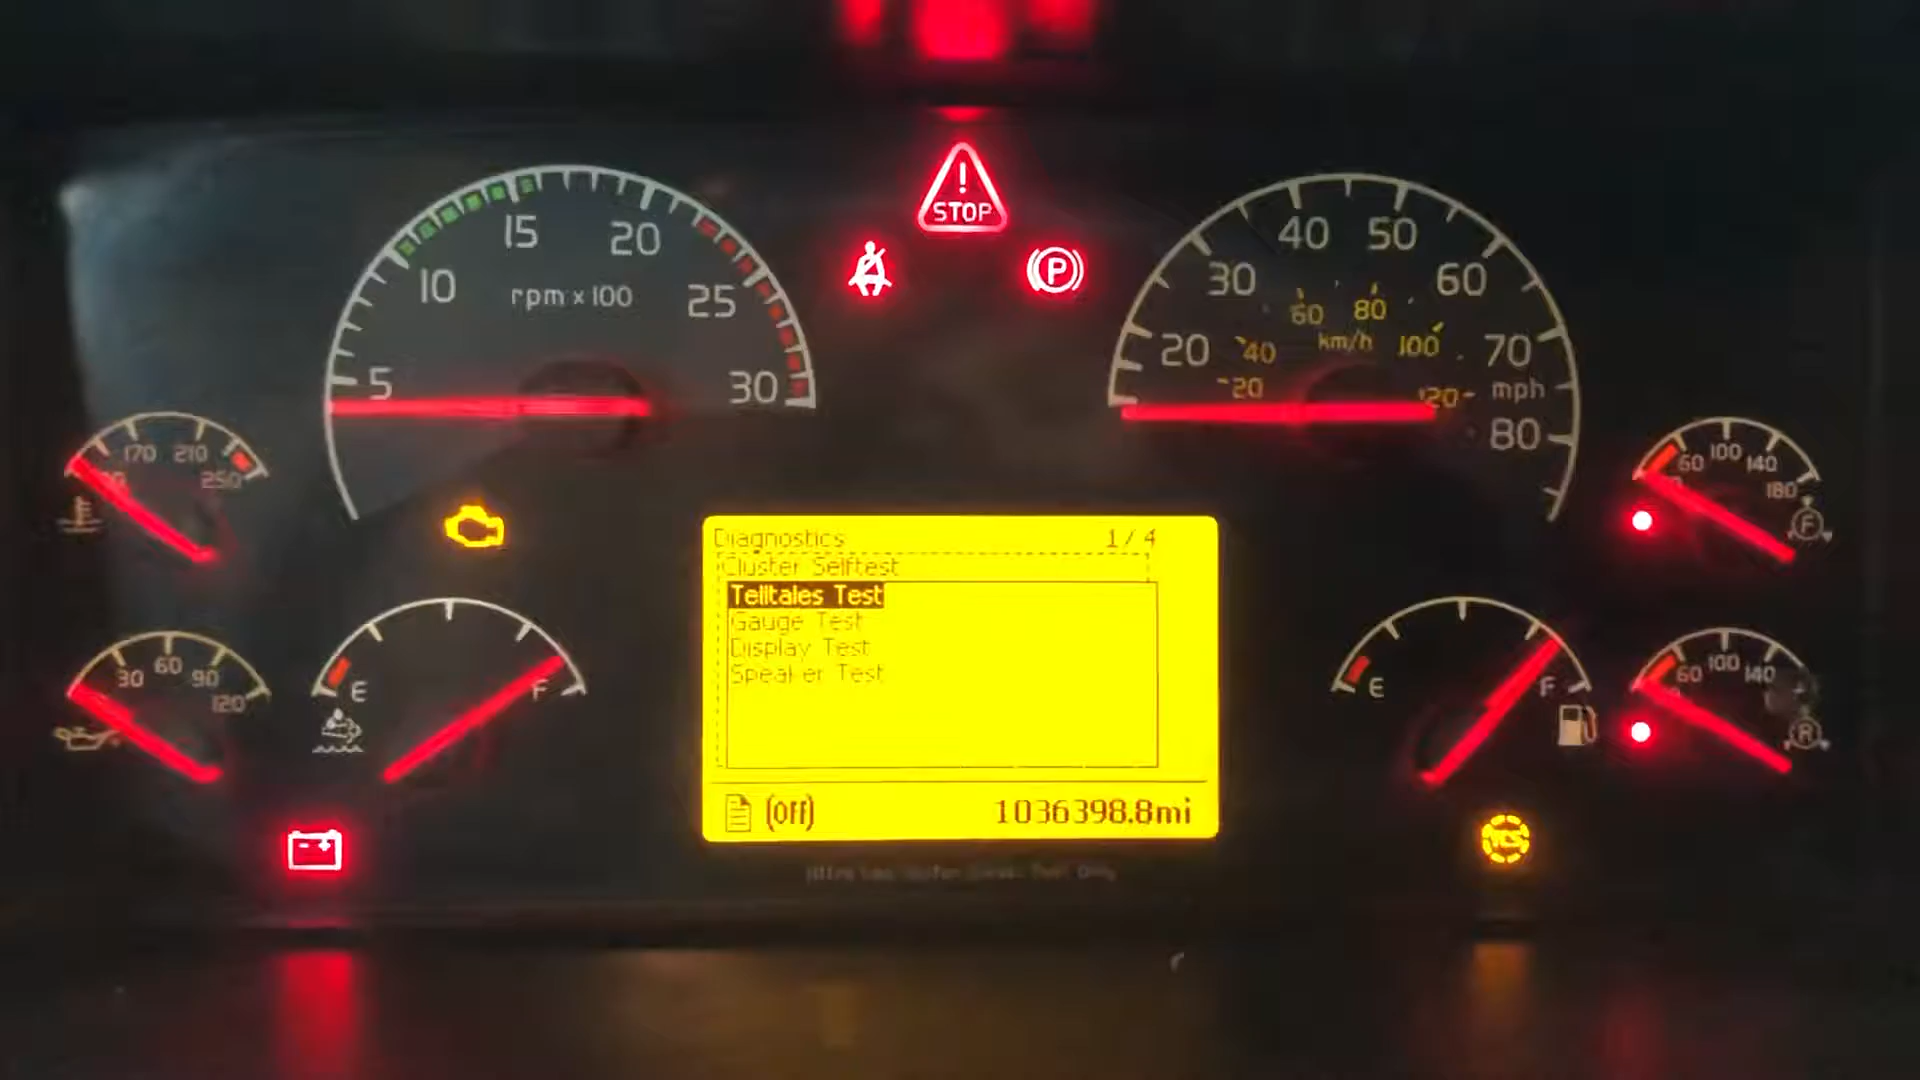 !
STOP
5
10
15
20
25
30
rpm x 100
P
20
30
40
50
60
70
80
mph
20
40
60
80
100
120
km/h
170
210
250
30
60
90
120
E
F
Diagnostics 1/4
Cluster Selftest
Telltales Test
Gauge Test
Display Test
Speaker Test
(Off) 1036398.8mi
E
F
60
100
140
180
F
60
100
140
R